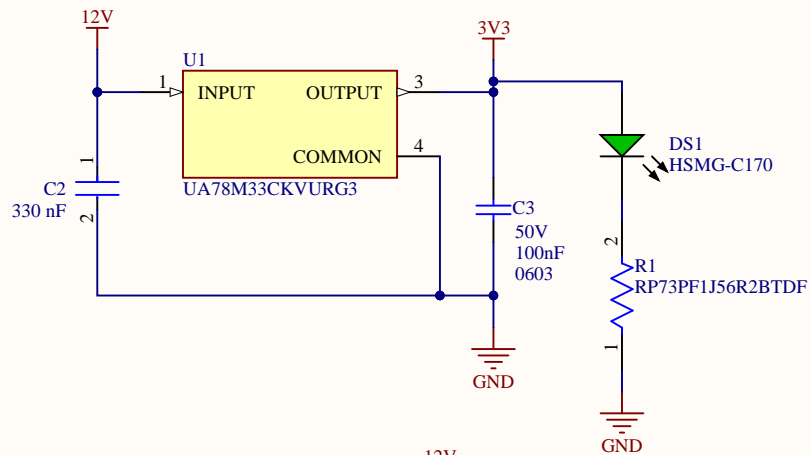 12V
3V3
U1
1
INPUT
OUTPUT
3
COMMON
4
UA78M33CKVURG3
1
C2
330 nF
2
C3
50V
100nF
0603
DS1
HSMG-C170
2
R1
RP73PF1J56R2BTDF
1
GND
GND
12V